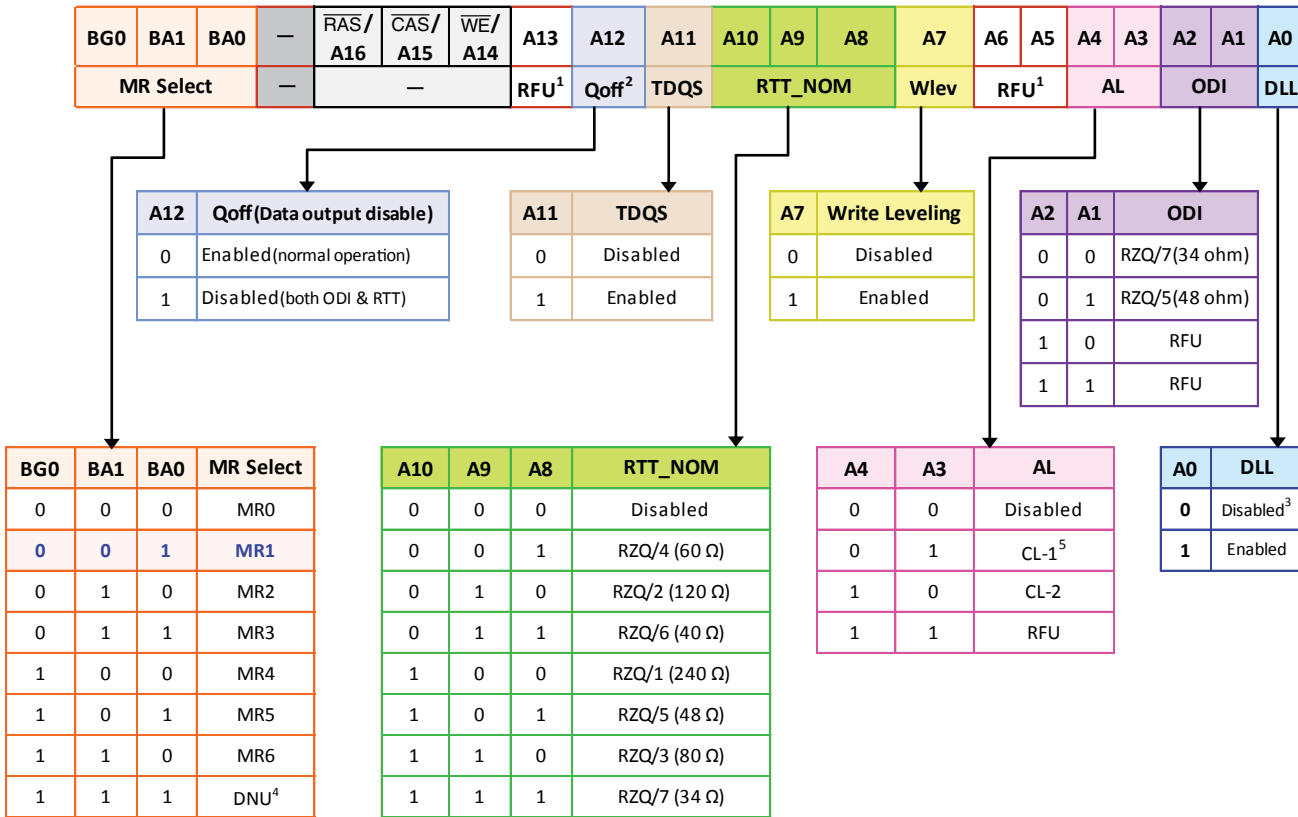 BG0 BA1 BA0 — RAS/ A16 CAS/ A15 WE/ A14 A13 A12 A11 A10 A9 A8 A7 A6 A5 A4 A3 A2 A1 A0
MR Select — — RFU1 Qoff2 TDQS RTT_NOM Wlev RFU1 AL ODI DLL
A12 Qoff(Data output disable)
0 Enabled(normal operation)
1 Disabled(both ODI & RTT)
A11 TDQS
0 Disabled
1 Enabled
A7 Write Leveling
0 Disabled
1 Enabled
A2 A1 ODI
0 0 RZQ/7(34 ohm)
0 1 RZQ/5(48 ohm)
1 0 RFU
1 1 RFU
BG0 BA1 BA0 MR Select
0 0 0 MR0
0 0 1 MR1
0 1 0 MR2
0 1 1 MR3
1 0 0 MR4
1 0 1 MR5
1 1 0 MR6
1 1 1 DNU4
A10 A9 A8 RTT_NOM
0 0 0 Disabled
0 0 1 RZQ/4 (60 Ω)
0 1 0 RZQ/2 (120 Ω)
0 1 1 RZQ/6 (40 Ω)
1 0 0 RZQ/1 (240 Ω)
1 0 1 RZQ/5 (48 Ω)
1 1 0 RZQ/3 (80 Ω)
1 1 1 RZQ/7 (34 Ω)
A4 A3 AL
0 0 Disabled
0 1 CL-15
1 0 CL-2
1 1 RFU
A0 DLL
0 Disabled3
1 Enabled